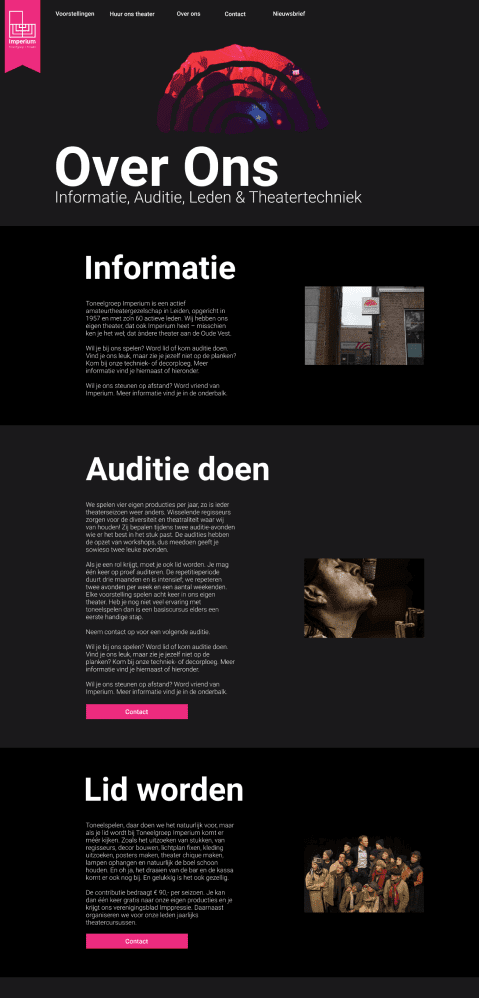 Imperium
Voorstellingen
Huur ons theater
Over ons
Contact
Nieuwsbrief
Over Ons
Informatie, Auditie, Leden & Theatertechniek
Informatie
Toneelgroep Imperium is een actief
amateurtheatergezelschap in Leiden, opgericht in
1957 en met zo'n 60 actieve leden. Wij hebben ons
eigen theater, dat ook Imperium heet – misschien
ken je het wel, dat ándere theater aan de Oude Vest.
Wil je bij ons spelen? Word lid of kom auditie doen.
Vind je ons leuk, maar zie je jezelf niet op de planken?
Kom bij onze techniek- of decorploeg. Meer
informatie vind je hiernaast of hieronder.
Wil je ons steunen op afstand? Word vriend van
Imperium. Meer informatie vind je in de onderbalk.
Auditie doen
We spelen vier eigen producties per jaar, zo is ieder
theaterseizoen weer anders. Wisselende regisseurs
zorgen voor de diversiteit en theatraliteit waar wij
van houden! Zij bepalen tijdens twee auditie-avonden
wie er het best in het stuk past. De audities hebben
de opzet van workshops, dus meedoen geeft je
sowieso twee leuke avonden.
Als je een rol krijgt, moet je ook lid worden. Je mag
één keer op proef auditeren. De repetitieperiode
duurt drie maanden en is intensief; we repeteren
twee avonden per week en een aantal weekenden.
Elke voorstelling spelen acht keer in ons eigen
theater. Heb je nog niet veel ervaring met
toneelspelen dan is een basiscursus elders een
eerste handige stap.
Neem contact op voor een volgende auditie.
Wil je bij ons spelen? Word lid of kom auditie doen.
Vind je ons leuk, maar zie je jezelf niet op de
planken? Kom bij onze techniek- of decorploeg. Meer
informatie vind je hiernaast of hieronder.
Wil je ons steunen op afstand? Word vriend van
Imperium. Meer informatie vind je in de onderbalk.
Contact
Lid worden
Toneelspelen, daar doen we het natuurlijk voor, maar
als je lid wordt bij Toneelgroep Imperium komt er
méér kijken. Zoals het uitzoeken van stukken, van
regisseurs, decor bouwen, lichtplan fixen, kleding
uitzoeken, posters maken, theater chique maken,
lampen ophangen en natuurlijk de boel schoon
houden. En oh ja, het draaien van de bar en de kassa
komt er ook nog bij. En gelukkig is het ook gezellig.
De contributie bedraagt € 90,- per seizoen. Je kan
dan één keer gratis naar onze eigen producties en je
krijgt ons verenigingsblad Imppressie. Daarnaast
organiseren we voor onze leden jaarlijks
theatercursussen.
Contact